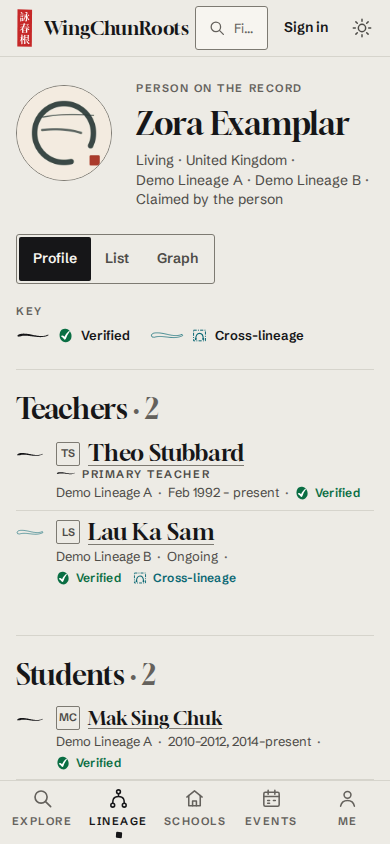 詠春根
WingChunRoots
Fi...
Sign in
PERSON ON THE RECORD
Zora Examplar
Living · United Kingdom ·
Demo Lineage A · Demo Lineage B ·
Claimed by the person
Profile
List
Graph
KEY
Verified
Cross-lineage
Teachers · 2
TS Theo Stubbard
PRIMARY TEACHER
Demo Lineage A · Feb 1992 – present · Verified
LS Lau Ka Sam
Demo Lineage B · Ongoing ·
Verified Cross-lineage
Students · 2
MC Mak Sing Chuk
Demo Lineage A · 2010–2012, 2014–present ·
Verified
EXPLORE
LINEAGE
SCHOOLS
EVENTS
ME